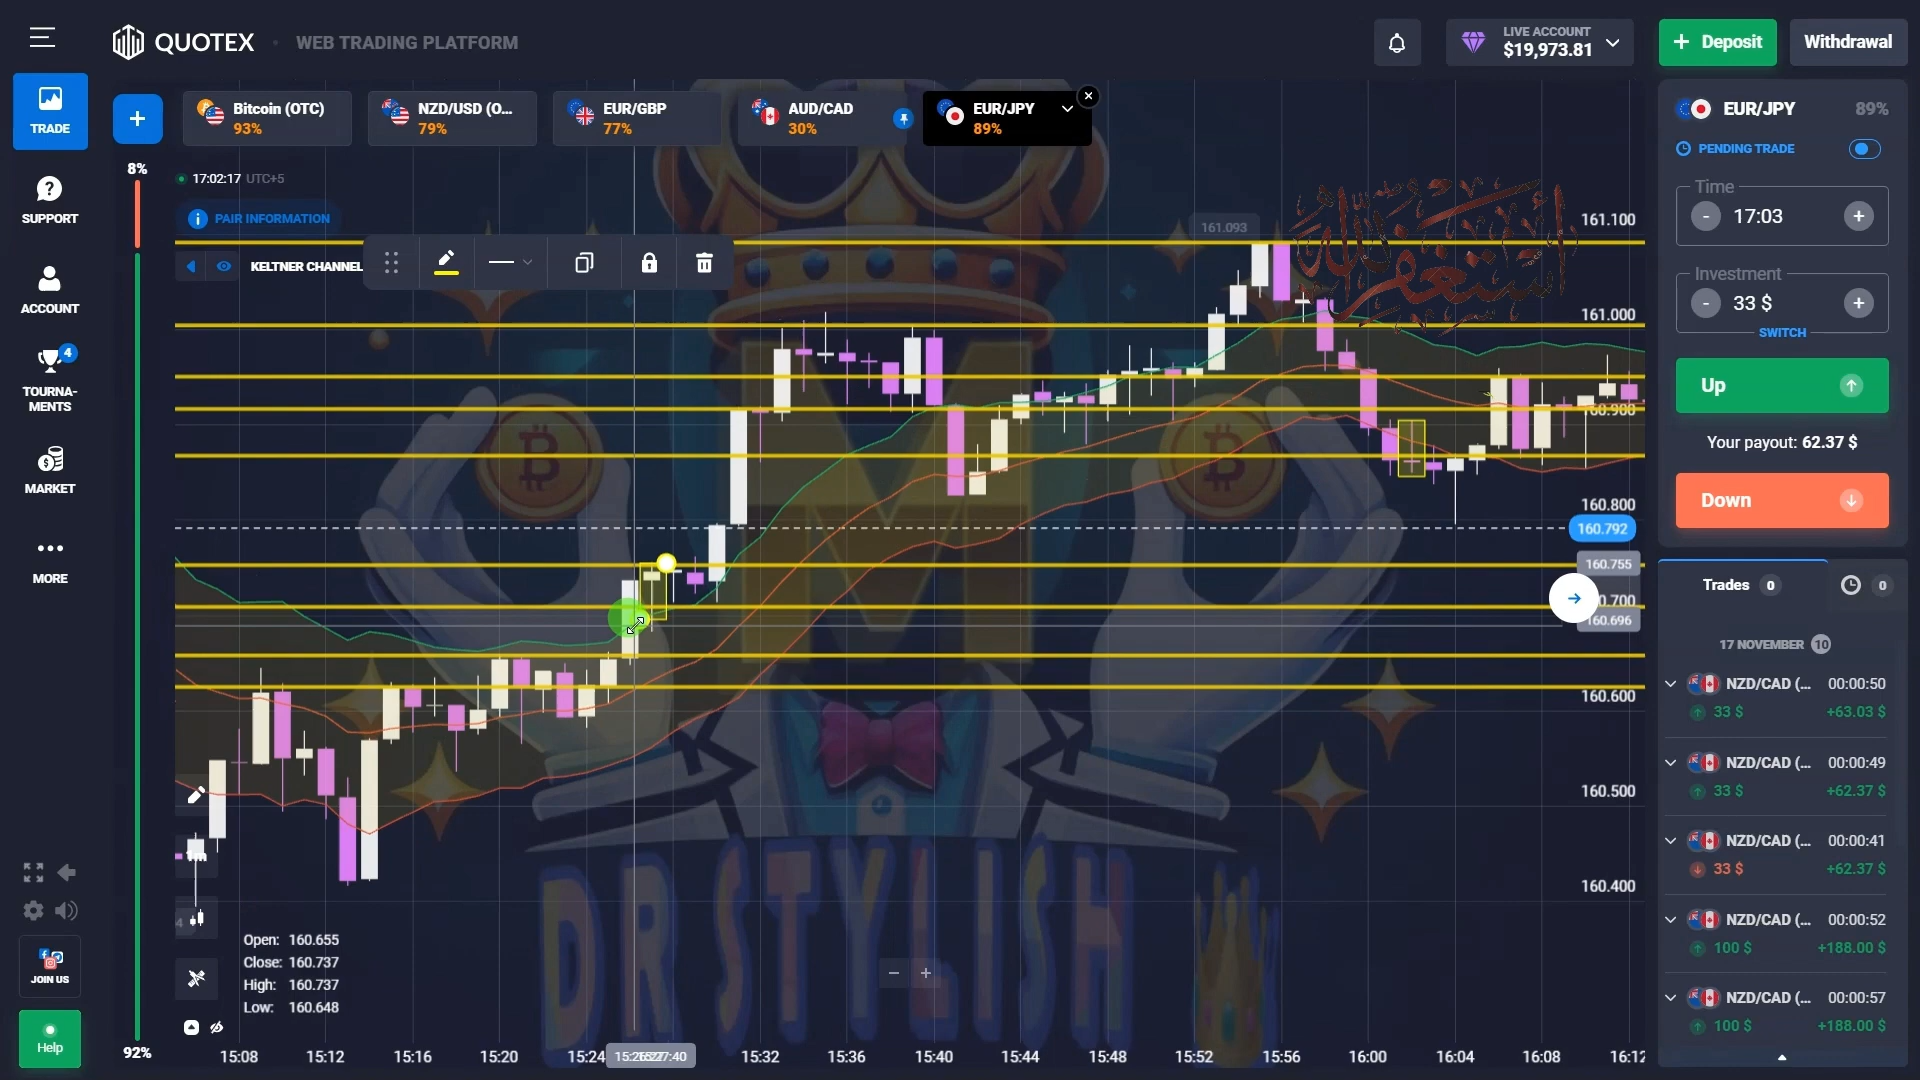 QUOTEX
WEB TRADING PLATFORM
LIVE ACCOUNT
$19,973.81
Deposit
Withdrawal
TRADE
SUPPORT
ACCOUNT
4
TOURNA-
MENTS
MARKET
MORE
JOIN US
Help
Bitcoin (OTC)
93%
NZD/USD (O...
79%
EUR/GBP
77%
AUD/CAD
30%
EUR/JPY
89%
8%
92%
17:02:17 UTC+5
PAIR INFORMATION
KELTNER CHANNEL
161.093
161.100
161.000
160.900
160.800
160.792
160.755
160.696
160.600
160.500
160.400
DR STYLISH
Open: 160.655
Close: 160.737
High: 160.737
Low: 160.648
15:08
15:12
15:16
15:20
15:24
15:32
15:36
15:40
15:44
15:48
15:52
15:56
16:00
16:04
16:08
16:12
EUR/JPY 89%
PENDING TRADE
Time
- 17:03 +
Investment
- 33 $ +
SWITCH
Up
Your payout: 62.37 $
Down
Trades 0
0
17 NOVEMBER 10
NZD/CAD (... 00:00:50
33 $ +63.03 $
NZD/CAD (... 00:00:49
33 $ +62.37 $
NZD/CAD (... 00:00:41
33 $ +62.37 $
NZD/CAD (... 00:00:52
100 $ +188.00 $
NZD/CAD (... 00:00:57
100 $ +188.00 $